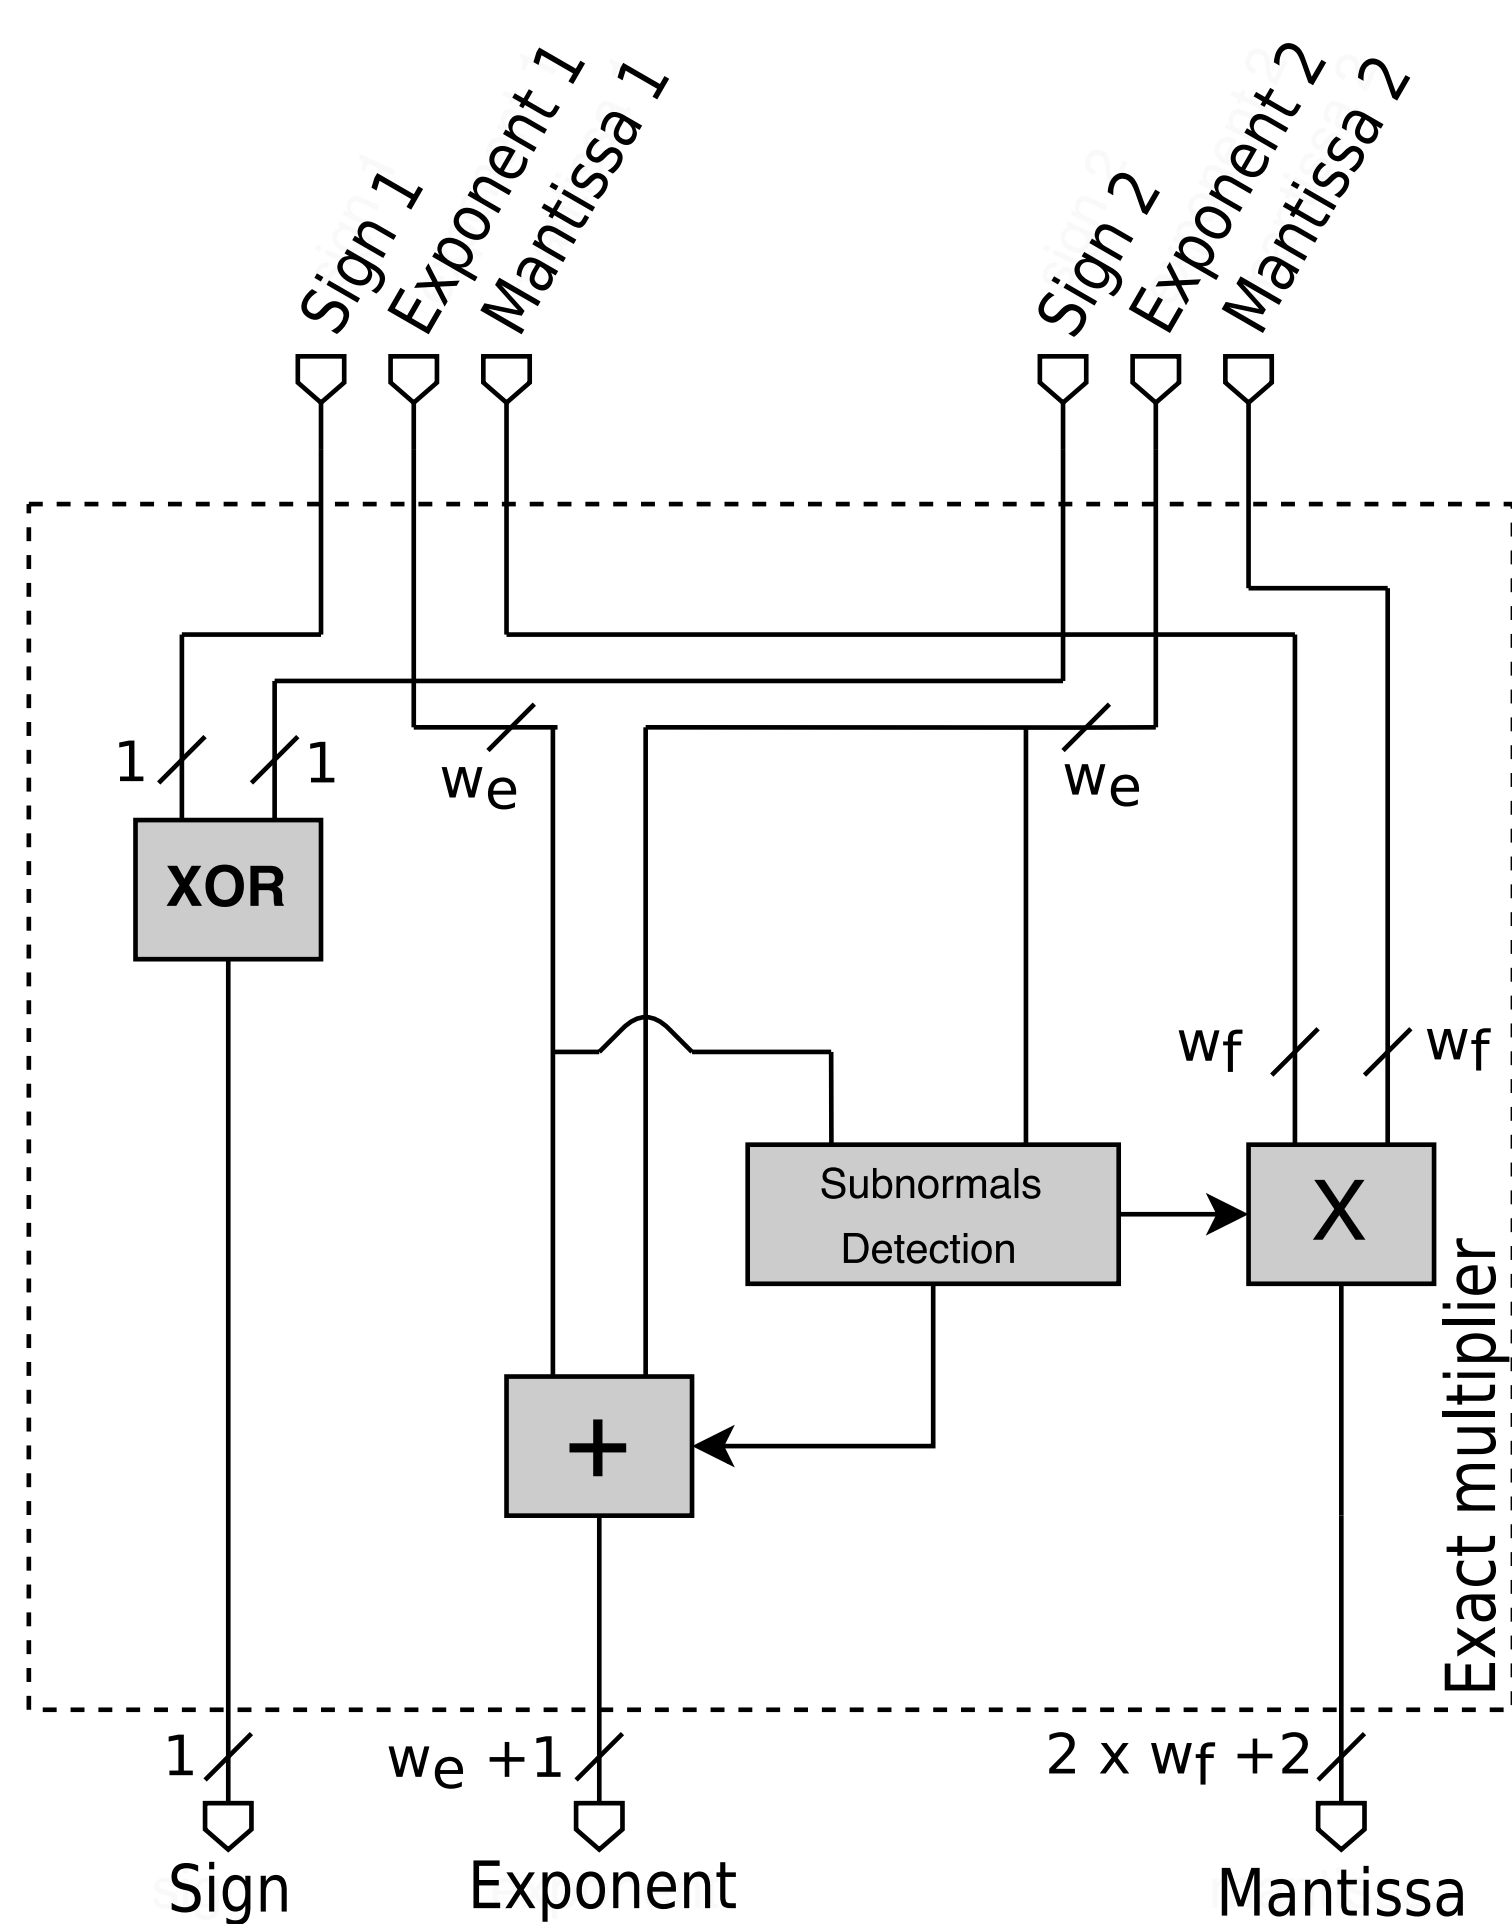 Sign 1
Exponent 1
Mantissa 1
Sign 2
Exponent 2
Mantissa 2
1
1
we
we
XOR
wf
wf
Subnormals
Detection
X
+
Exact multiplier
1
we +1
2 x wf +2
Sign
Exponent
Mantissa